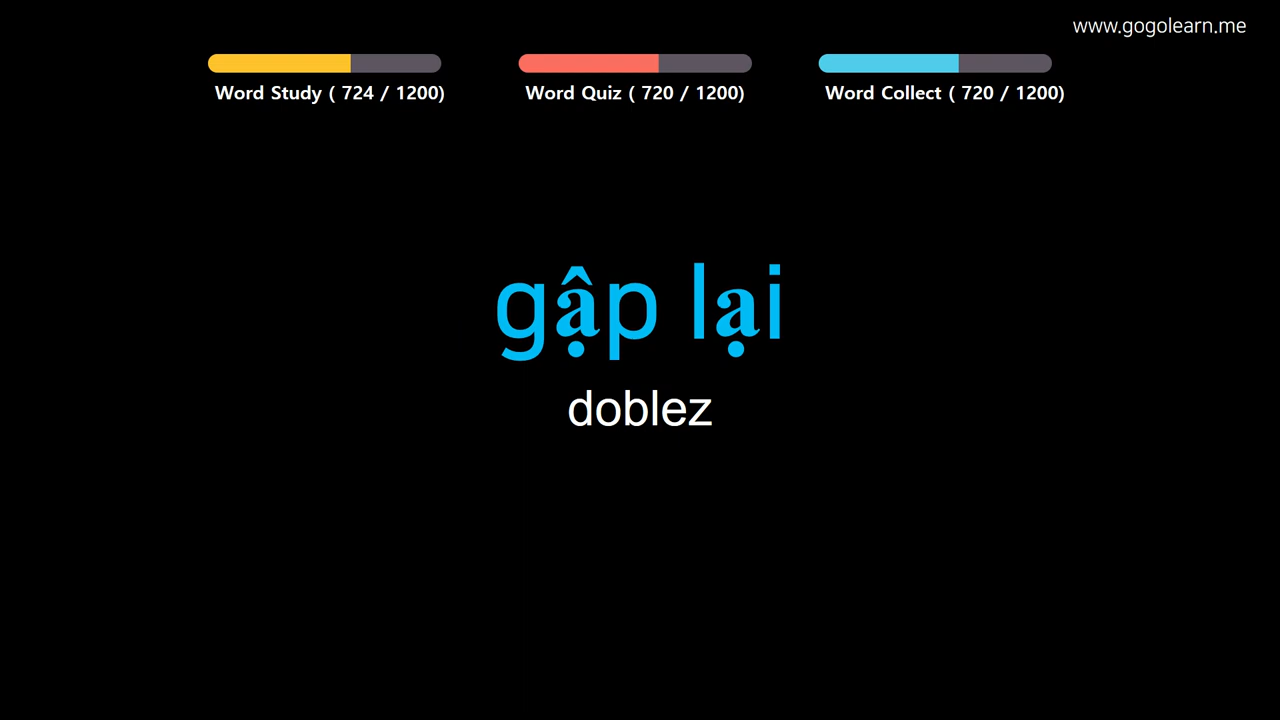 www.gogolearn.me
Word Study ( 724 / 1200)
Word Quiz ( 720 / 1200)
Word Collect ( 720 / 1200)
gập lại
doblez